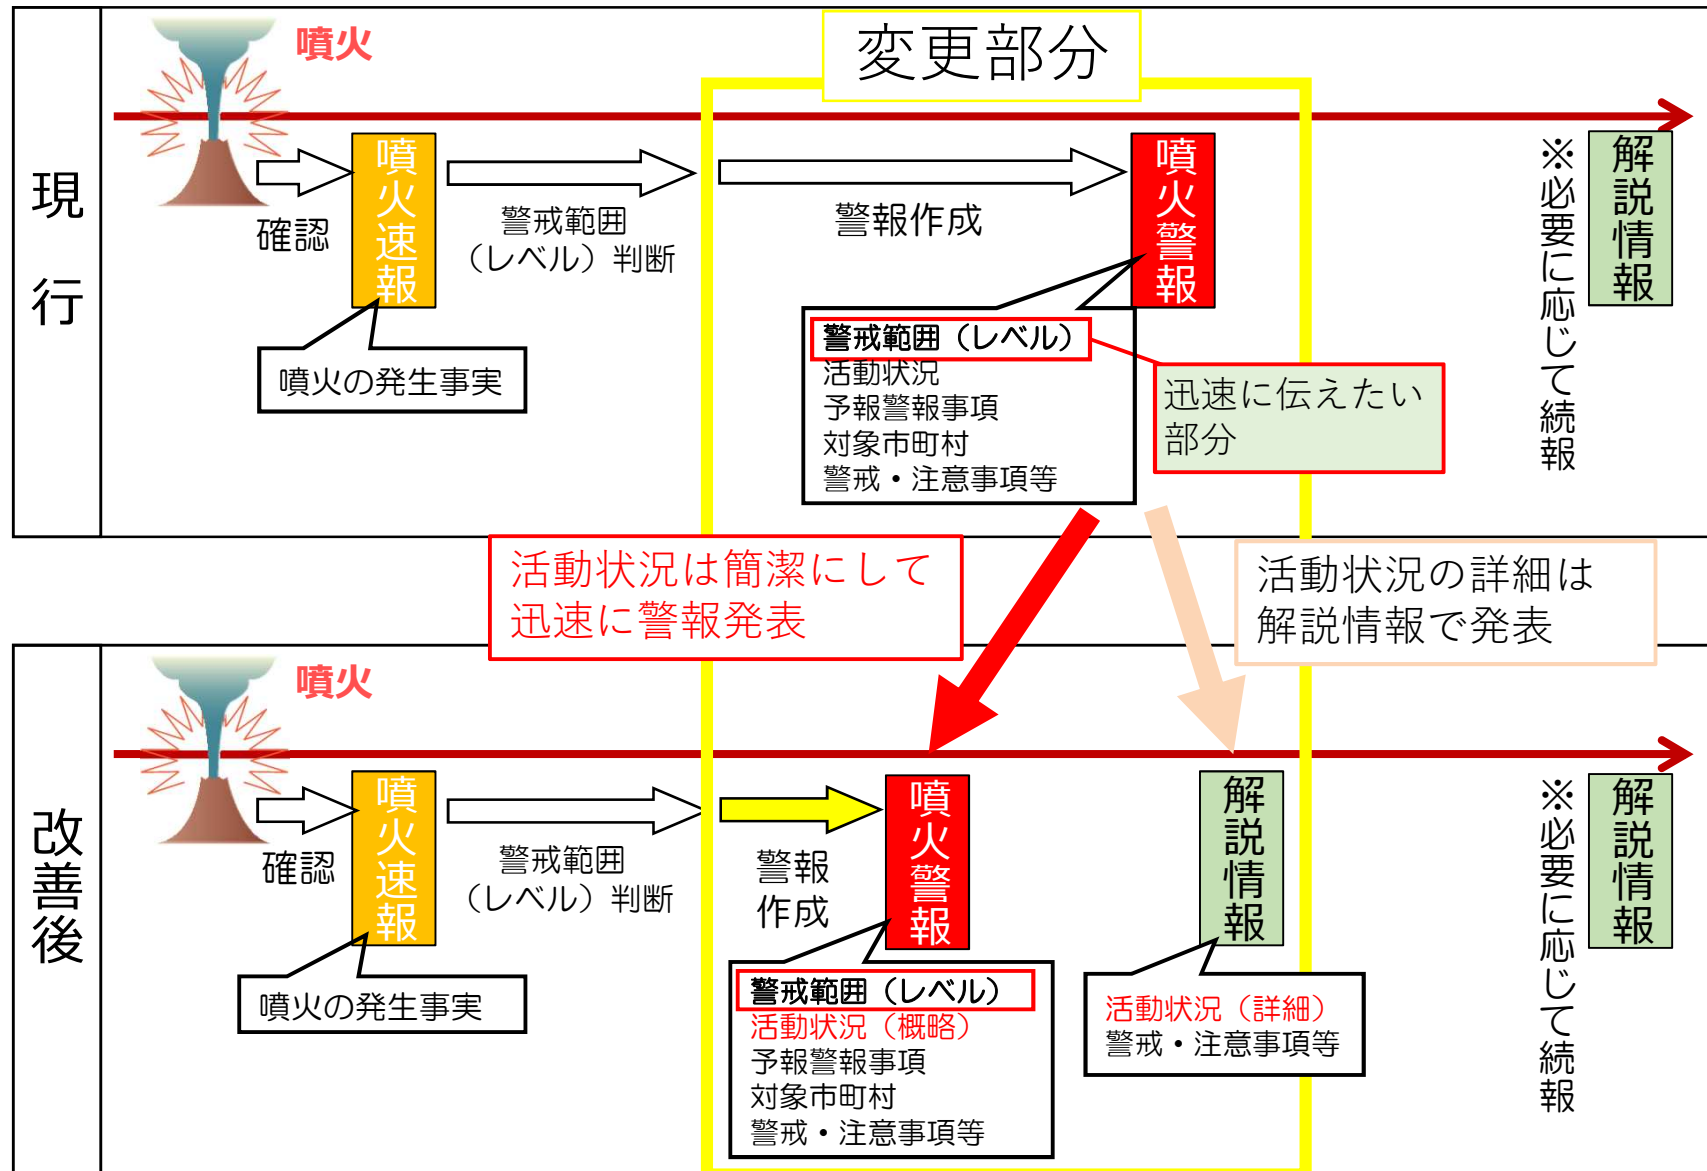 変更部分
現行
噴火
確認
噴火速報
警戒範囲
（レベル）判断
警報作成
噴火警報
※必要に応じて続報
解説情報
噴火の発生事実
警戒範囲（レベル）
活動状況
予報警報事項
対象市町村
警戒・注意事項等
迅速に伝えたい
部分
活動状況は簡潔にして
迅速に警報発表
活動状況の詳細は
解説情報で発表
改善後
噴火
確認
噴火速報
警戒範囲
（レベル）判断
警報
作成
噴火警報
解説情報
※必要に応じて続報
解説情報
噴火の発生事実
警戒範囲（レベル）
活動状況（概略）
予報警報事項
対象市町村
警戒・注意事項等
活動状況（詳細）
警戒・注意事項等